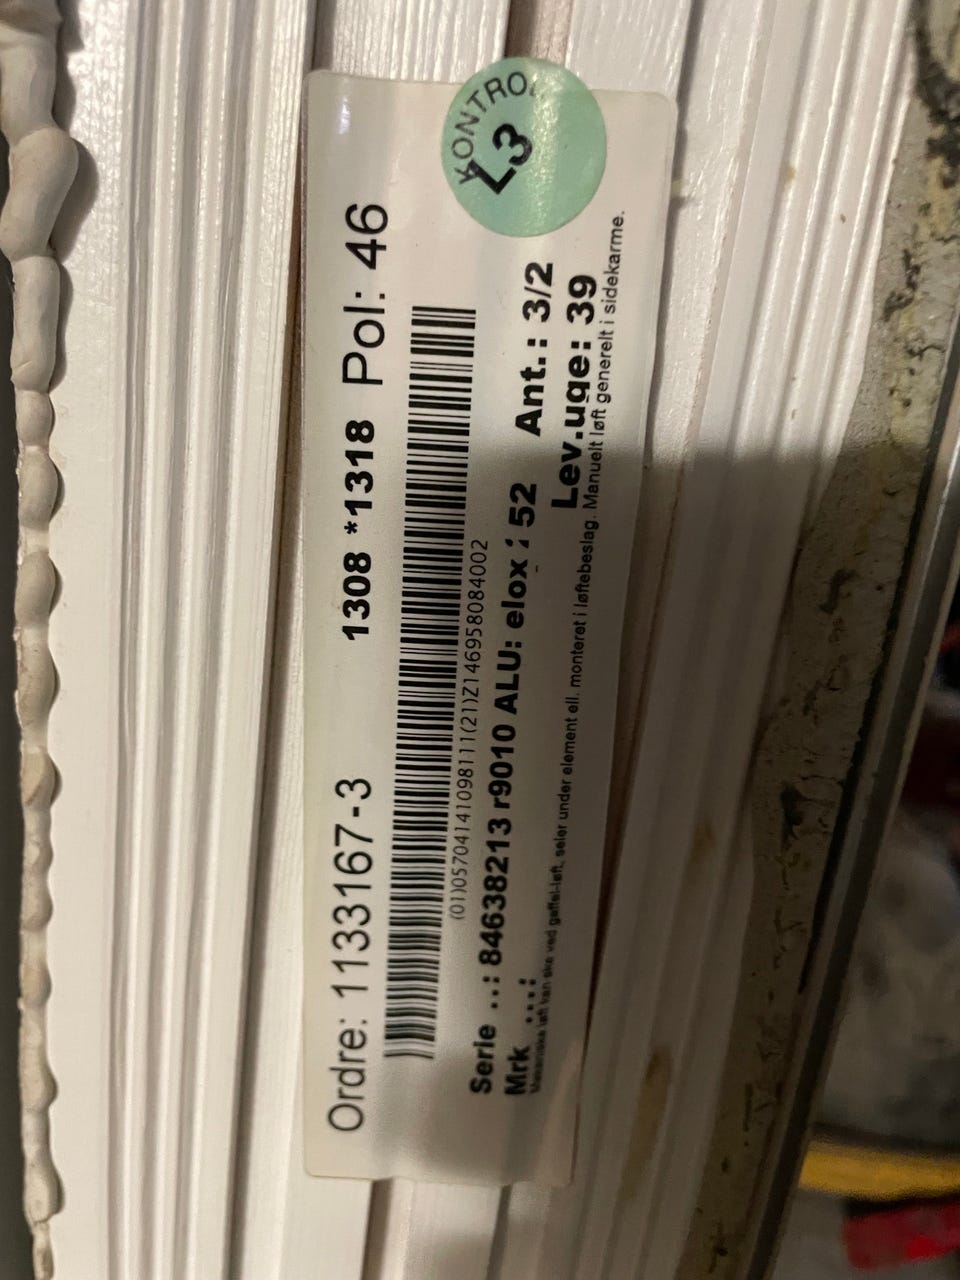 KONTROL
L3
Ordre: 1133167-3 1308 *1318 Pol: 46
(01)05704141098111(21)Z146958084002
Serie ..: 84638213 r9010 ALU: elox : 52 Ant.: 3/2
Mrk ...: Lev.uge: 39
Mekaniske løft kan ske ved gaffel-løft, seler under element ell. monteret i løftebeslag. Manuelt løft generelt i sidekarme.